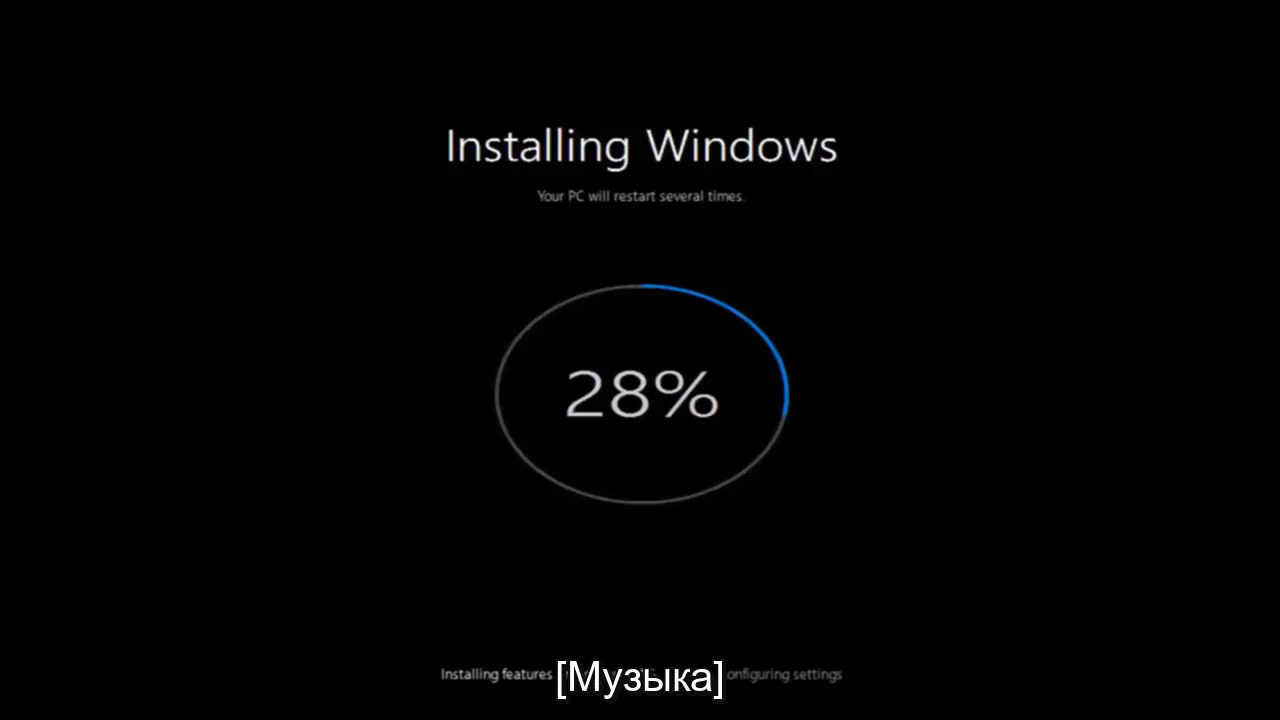 Installing Windows
Your PC will restart several times.
28%
Installing features onfiguring settings
[Музыка]